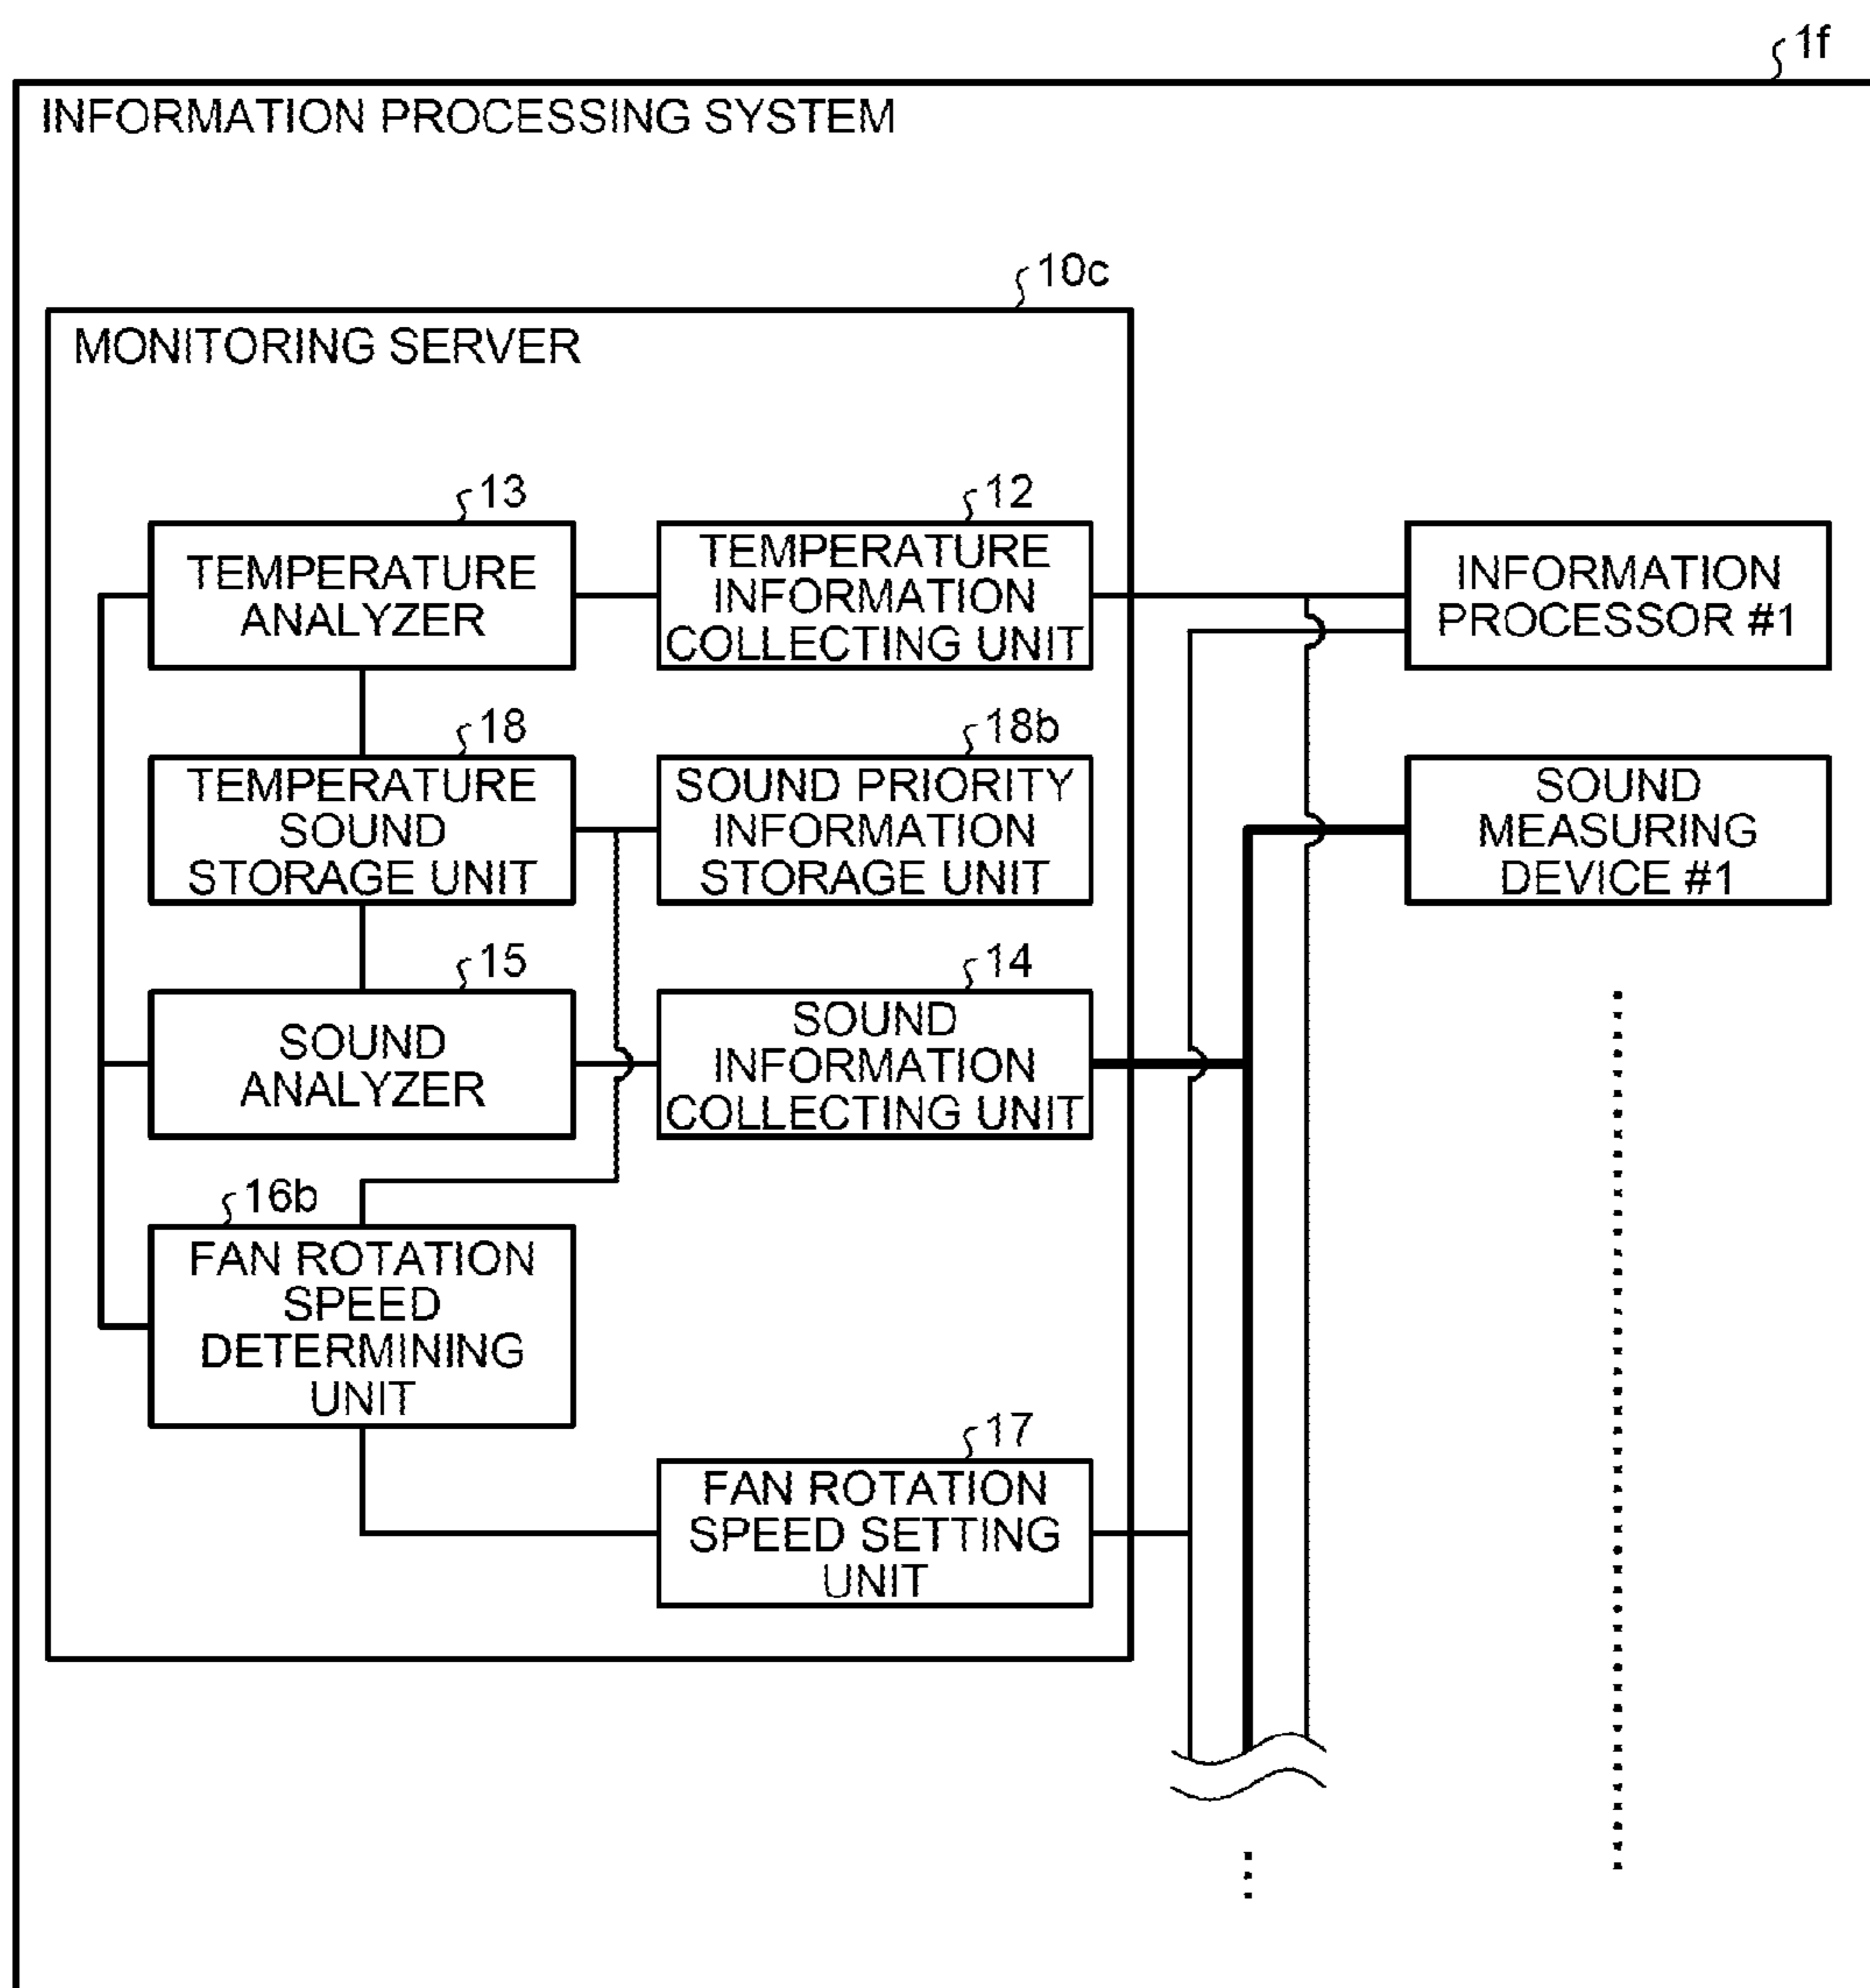 1f
INFORMATION PROCESSING SYSTEM
10c
MONITORING SERVER
13
TEMPERATURE
ANALYZER
12
TEMPERATURE
INFORMATION
COLLECTING UNIT
INFORMATION
PROCESSOR #1
18
TEMPERATURE
SOUND
STORAGE UNIT
18b
SOUND PRIORITY
INFORMATION
STORAGE UNIT
SOUND
MEASURING
DEVICE #1
15
SOUND
ANALYZER
14
SOUND
INFORMATION
COLLECTING UNIT
16b
FAN ROTATION
SPEED
DETERMINING
UNIT
17
FAN ROTATION
SPEED SETTING
UNIT